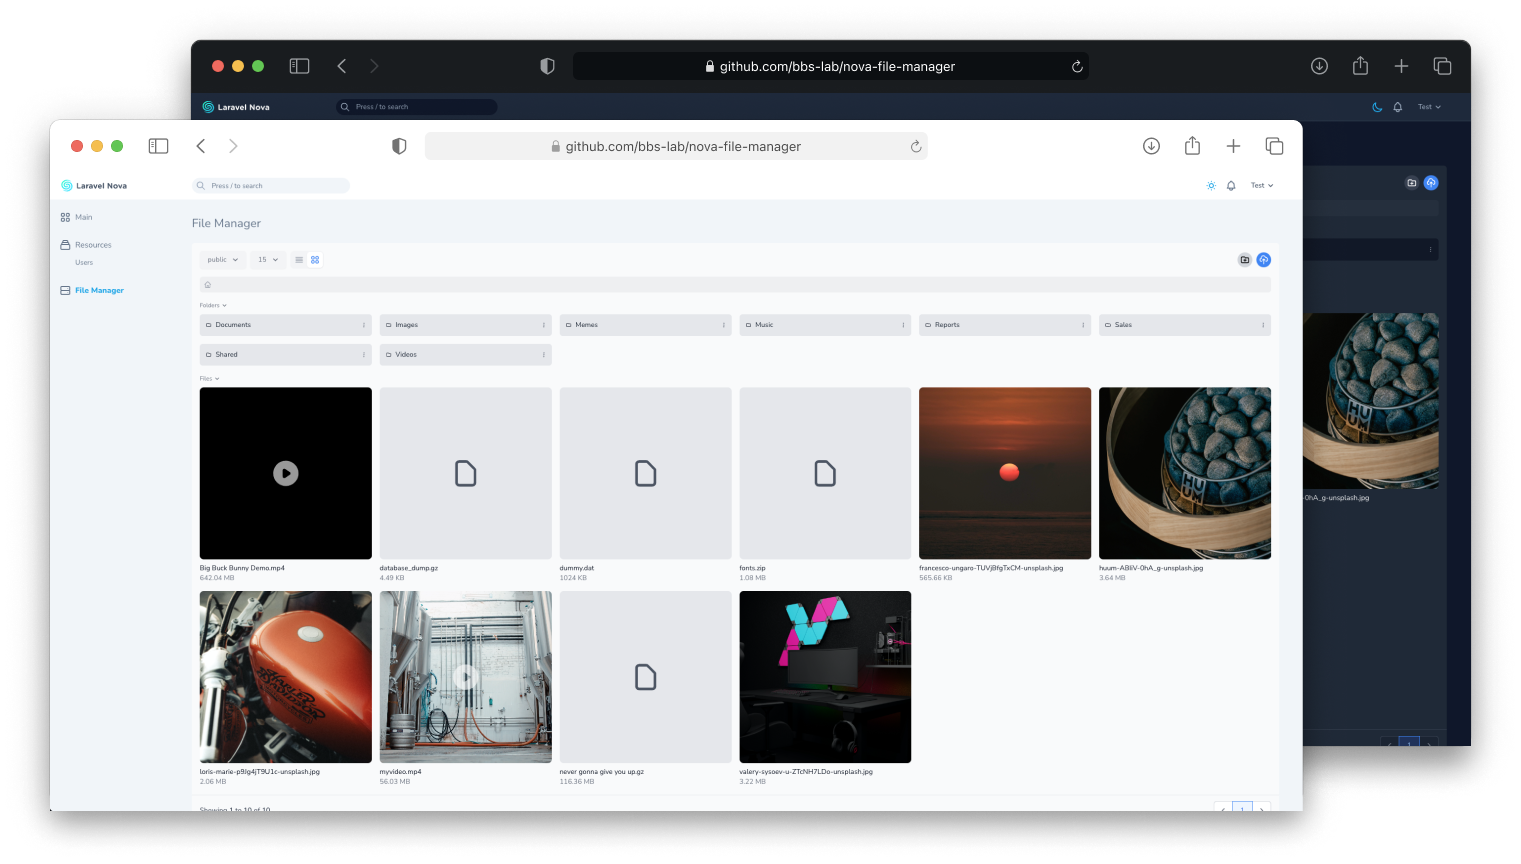 github.com/bbs-lab/nova-file-manager
Laravel Nova
Press / to search
Test
github.com/bbs-lab/nova-file-manager
Laravel Nova
Press / to search
Test
Main
Resources
Users
File Manager
File Manager
public
15
Folders
Documents
Images
Memes
Music
Reports
Sales
Shared
Videos
Files
Big Buck Bunny Demo.mp4
642.04 MB
database_dump.gz
4.49 KB
dummy.dat
1024 KB
fonts.zip
1.08 MB
francesco-ungaro-TUVjBfgTxCM-unsplash.jpg
565.66 KB
huum-ABliV-0hA_g-unsplash.jpg
3.64 MB
HUUM
-0hA_g-unsplash.jpg
HARLEY-DAVIDSON
loris-marie-p9Jg4jT9U1c-unsplash.jpg
2.06 MB
myvideo.mp4
56.03 MB
never gonna give you up.gz
116.36 MB
valery-sysoev-u-ZTcNH7LDo-unsplash.jpg
3.22 MB
Showing 1 to 10 of 10
1
1